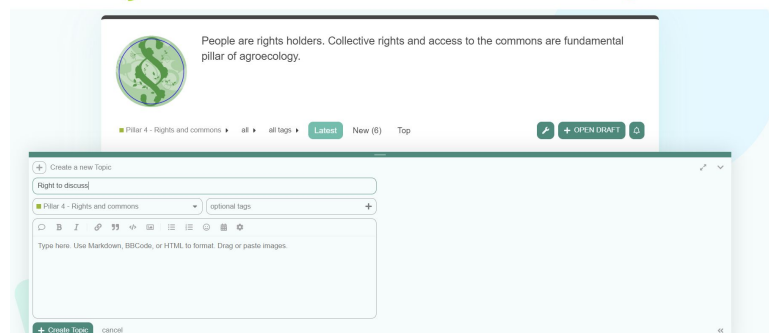 People are rights holders. Collective rights and access to the commons are fundamental
pillar of agroecology.
Pillar 4 - Rights and commons all all tags Latest New (6) Top + OPEN DRAFT
Create a new Topic
Right to discuss
Pillar 4 - Rights and commons optional tags +
B I
Type here. Use Markdown, BBCode, or HTML to format. Drag or paste images.
+ Create Topic cancel